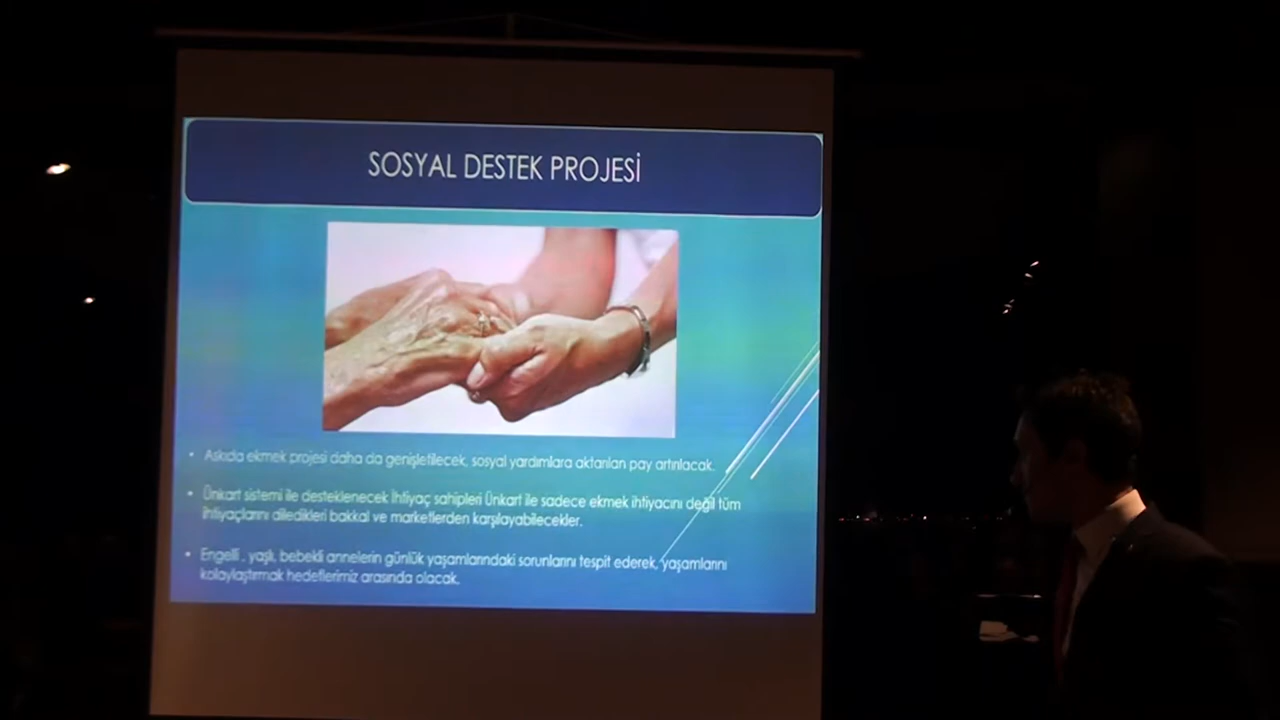 SOSYAL DESTEK PROJESİ
• Askıda ekmek projesi daha da genişletilecek, sosyal yardımlara aktarılan pay artırılacak.
• Ünkart sistemi ile desteklenecek İhtiyaç sahipleri Ünkart ile sadece ekmek ihtiyacını değil tüm
ihtiyaçlarını diledikleri bakkal ve marketlerden karşılayabilecekler.
• Engelli , yaşlı, bebekli annelerin günlük yaşamlarındaki sorunlarını tespit ederek, yaşamlarını
kolaylaştırmak hedeflerimiz arasında olacak.